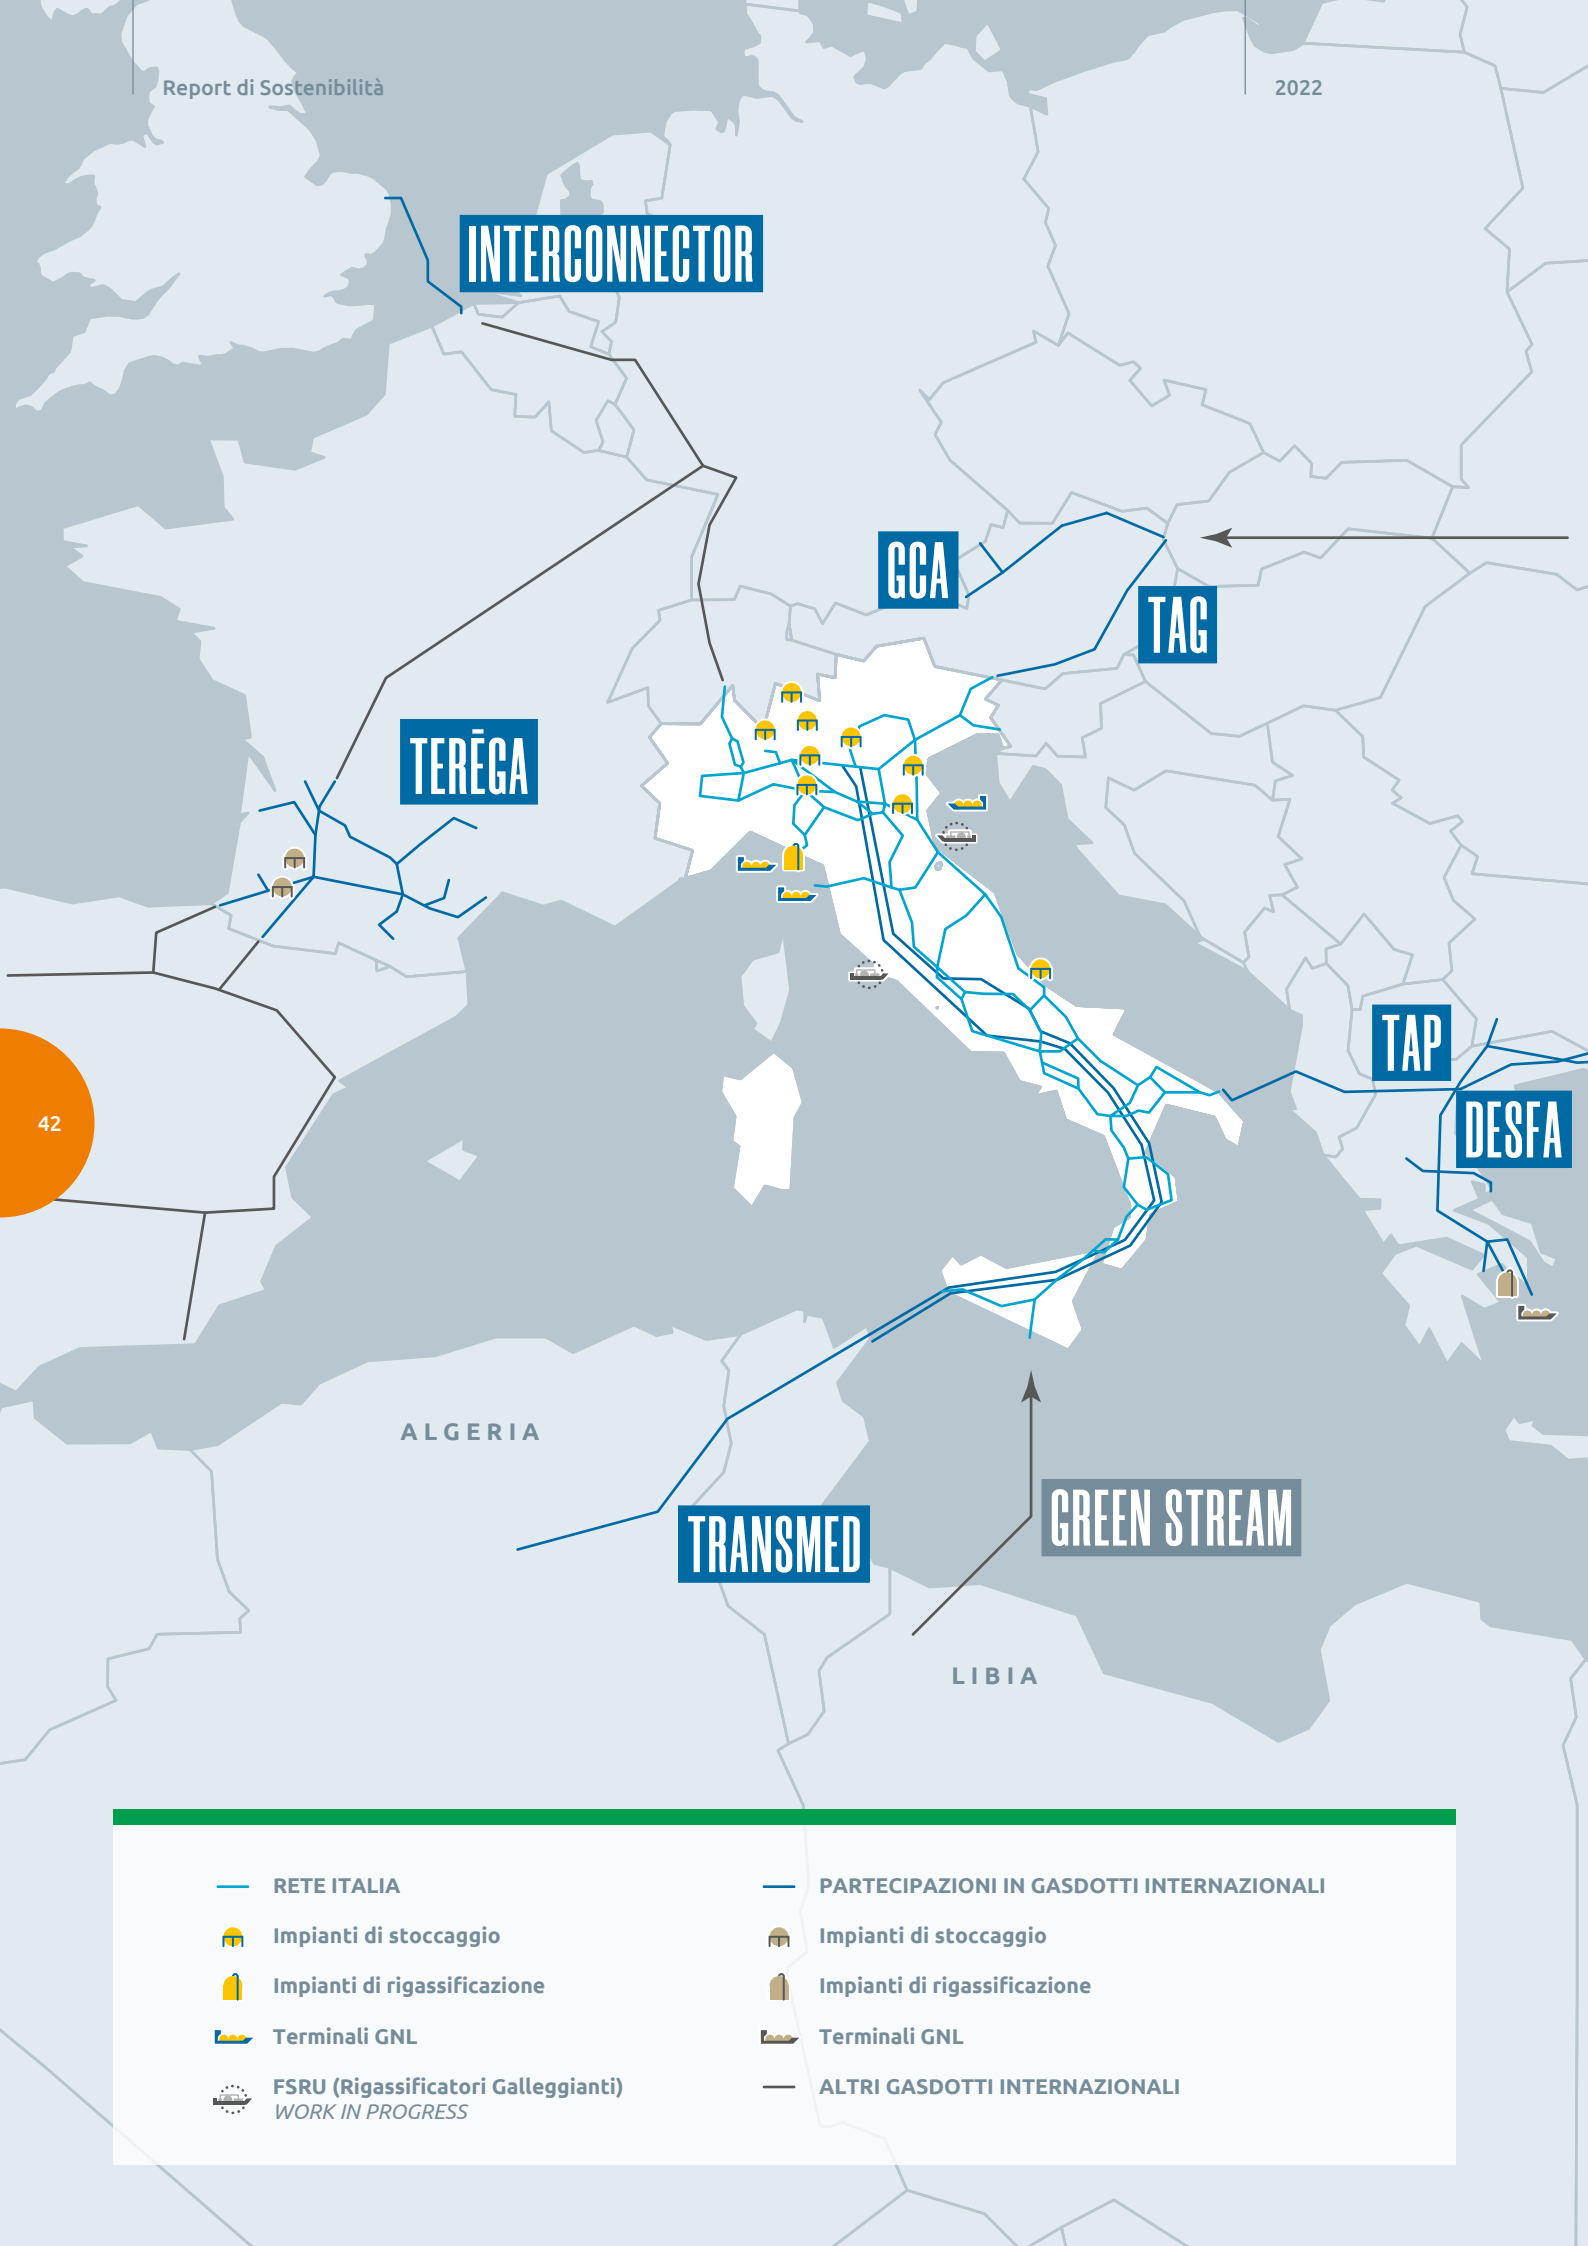 Report di Sostenibilità
2022
INTERCONNECTOR
GCA
TAG
TERĒGA
TAP
DESFA
42
ALGERIA
TRANSMED
GREEN STREAM
LIBIA
RETE ITALIA
Impianti di stoccaggio
Impianti di rigassificazione
Terminali GNL
FSRU (Rigassificatori Galleggianti)
WORK IN PROGRESS
PARTECIPAZIONI IN GASDOTTI INTERNAZIONALI
Impianti di stoccaggio
Impianti di rigassificazione
Terminali GNL
ALTRI GASDOTTI INTERNAZIONALI